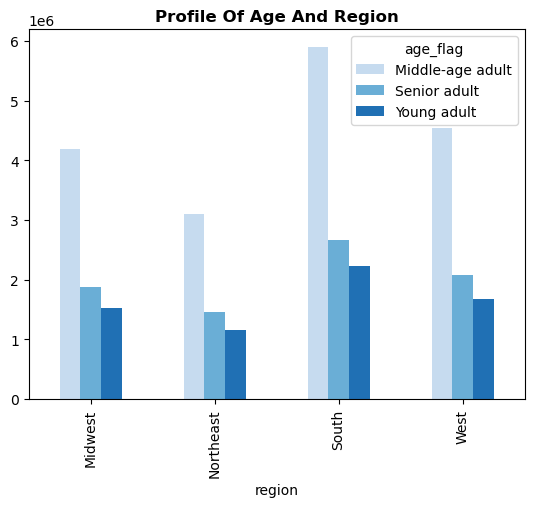 Profile Of Age And Region
1e6
age_flag
Middle-age adult
Senior adult
Young adult
6
5
4
3
2
1
0
Midwest
Northeast
South
West
region